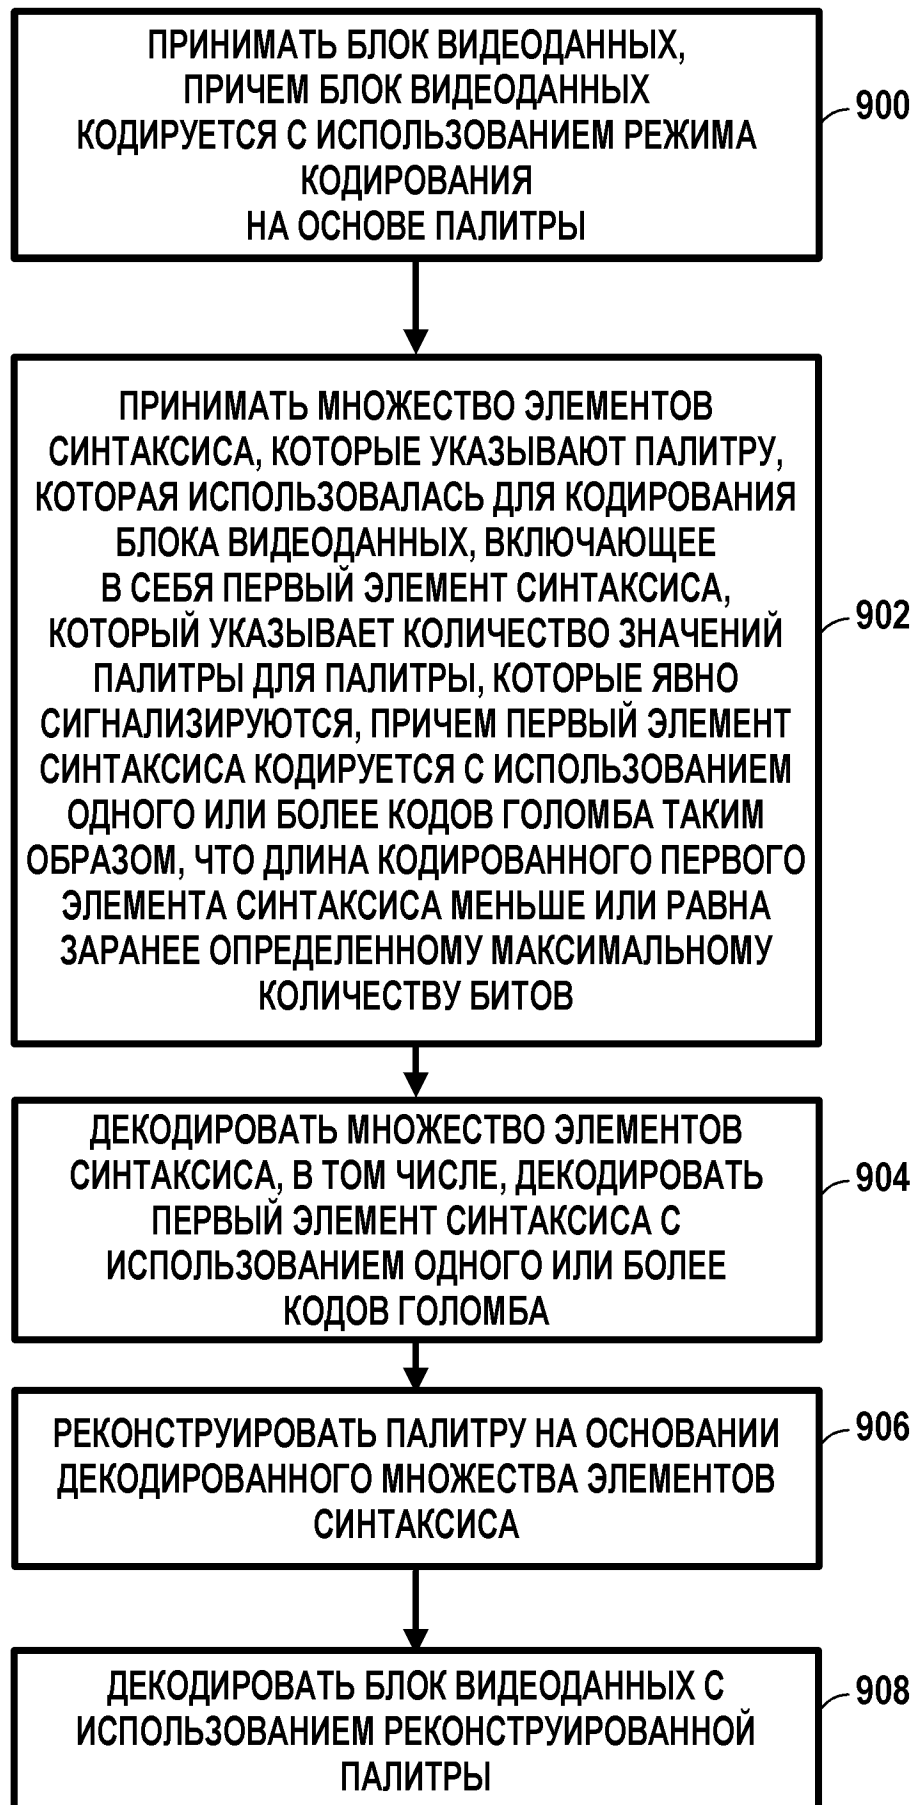 ПРИНИМАТЬ БЛОК ВИДЕОДАННЫХ,
ПРИЧЕМ БЛОК ВИДЕОДАННЫХ
КОДИРУЕТСЯ С ИСПОЛЬЗОВАНИЕМ РЕЖИМА
КОДИРОВАНИЯ
НА ОСНОВЕ ПАЛИТРЫ
900
ПРИНИМАТЬ МНОЖЕСТВО ЭЛЕМЕНТОВ
СИНТАКСИСА, КОТОРЫЕ УКАЗЫВАЮТ ПАЛИТРУ,
КОТОРАЯ ИСПОЛЬЗОВАЛАСЬ ДЛЯ КОДИРОВАНИЯ
БЛОКА ВИДЕОДАННЫХ, ВКЛЮЧАЮЩЕЕ
В СЕБЯ ПЕРВЫЙ ЭЛЕМЕНТ СИНТАКСИСА,
КОТОРЫЙ УКАЗЫВАЕТ КОЛИЧЕСТВО ЗНАЧЕНИЙ
ПАЛИТРЫ ДЛЯ ПАЛИТРЫ, КОТОРЫЕ ЯВНО
СИГНАЛИЗИРУЮТСЯ, ПРИЧЕМ ПЕРВЫЙ ЭЛЕМЕНТ
СИНТАКСИСА КОДИРУЕТСЯ С ИСПОЛЬЗОВАНИЕМ
ОДНОГО ИЛИ БОЛЕЕ КОДОВ ГОЛОМБА ТАКИМ
ОБРАЗОМ, ЧТО ДЛИНА КОДИРОВАННОГО ПЕРВОГО
ЭЛЕМЕНТА СИНТАКСИСА МЕНЬШЕ ИЛИ РАВНА
ЗАРАНЕЕ ОПРЕДЕЛЕННОМУ МАКСИМАЛЬНОМУ
КОЛИЧЕСТВУ БИТОВ
902
ДЕКОДИРОВАТЬ МНОЖЕСТВО ЭЛЕМЕНТОВ
СИНТАКСИСА, В ТОМ ЧИСЛЕ, ДЕКОДИРОВАТЬ
ПЕРВЫЙ ЭЛЕМЕНТ СИНТАКСИСА С
ИСПОЛЬЗОВАНИЕМ ОДНОГО ИЛИ БОЛЕЕ
КОДОВ ГОЛОМБА
904
РЕКОНСТРУИРОВАТЬ ПАЛИТРУ НА ОСНОВАНИИ
ДЕКОДИРОВАННОГО МНОЖЕСТВА ЭЛЕМЕНТОВ
СИНТАКСИСА
906
ДЕКОДИРОВАТЬ БЛОК ВИДЕОДАННЫХ С
ИСПОЛЬЗОВАНИЕМ РЕКОНСТРУИРОВАННОЙ
ПАЛИТРЫ
908